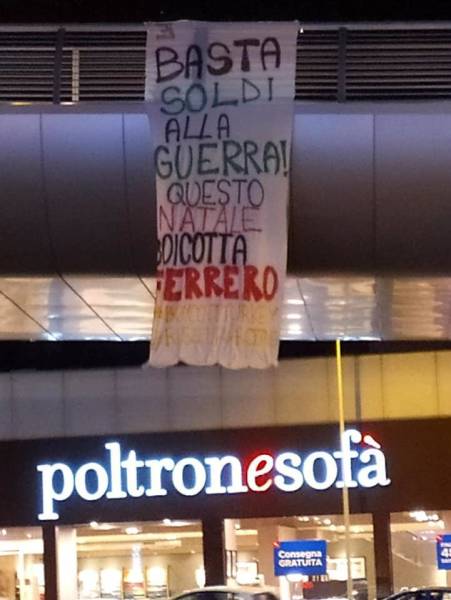 BASTA
SOLDI
ALLA
GUERRA!
QUESTO
NATALE
BOICOTTA
FERRERO
poltronesofà
Consegna
GRATUITA